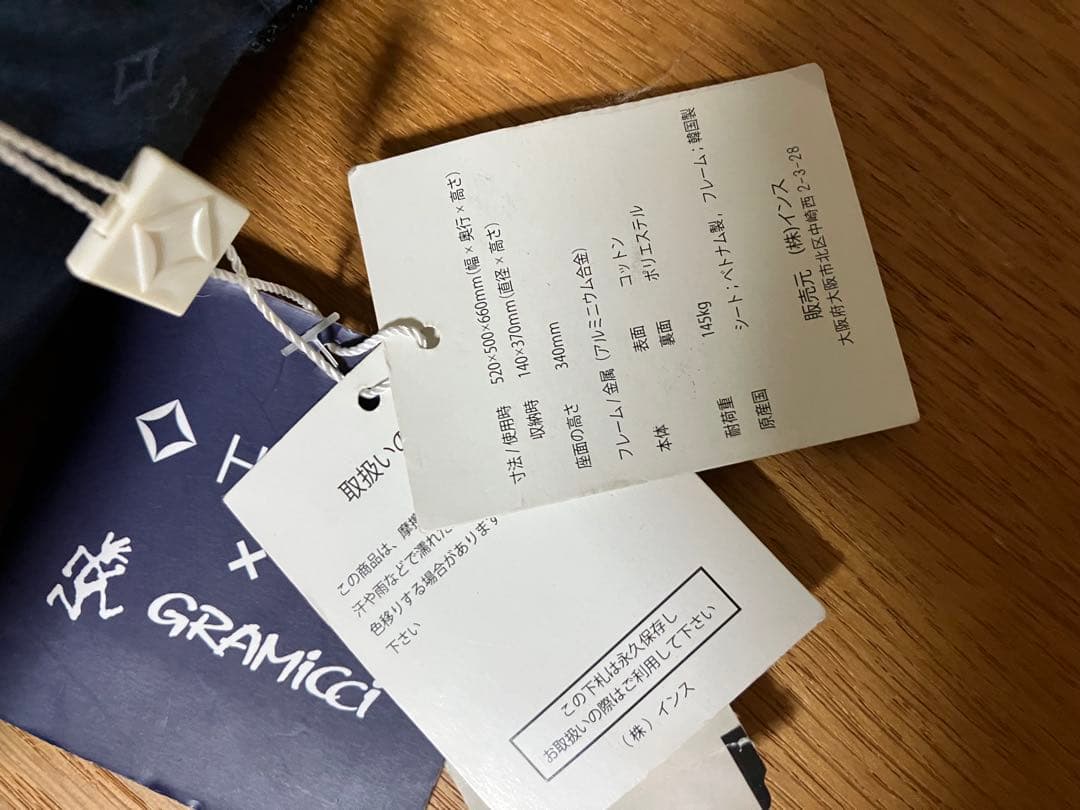 寸法 / 使用時 520×500×660mm(幅 × 奥行 × 高さ)
収納時 140×370mm(直径 × 高さ)
座面の高さ 340mm
フレーム / 金属 (アルミニウム合金)
本体 表面 コットン
裏面 ポリエステル
耐荷重 145kg
原産国 シート ; ベトナム製 , フレーム ; 韓国製
販売元 (株)インス
大阪府大阪市北区中崎西 2-3-28
取扱いの
この商品は、摩擦
汗や雨などで濡れた
色移りする場合があります
下さい
この下札は永久保存し
お取扱いの際はご利用して下さい
(株) インス
×
GRAMiCCi